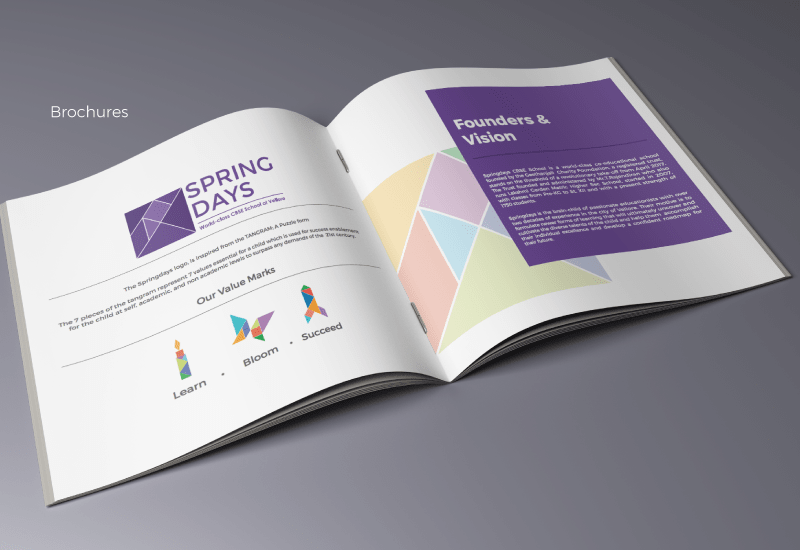 Brochures
SPRING
DAYS
World-class CBSE School of Vellore
The Springdays logo, is inspired from the TANGRAM: A Puzzle form
The 7 pieces of the tangram represent 7 values essential for a child which is used for success enablement
for the child at self, academic, and non academic levels to surpass any demands of the 21st century.
Our Value Marks
Learn • Bloom • Succeed
Founders &
Vision
Springdays CBSE School is a world-class co-educational school
founded by the Geethanjali Charity Foundation, a registered trust,
stands on the threshold of a revolutionary take off from April 2017.
The Trust founded and administered by Mr.T.Rajendiron who also
runs Lakshmi Garden Matric Higher Sec School, started in 2007,
with classes from Pre-KG to Std XII and with a present strength of
1750 students.
Springdays is the brain-child of passionate educationists with over
two decades of experience in the city of Vellore. Their motive is to
formulate newer forms of learning that will ultimately uncover and
cultivate the diverse talents of the child and help them accomplish
their individual excellence and develop a confident roadmap for
their future.